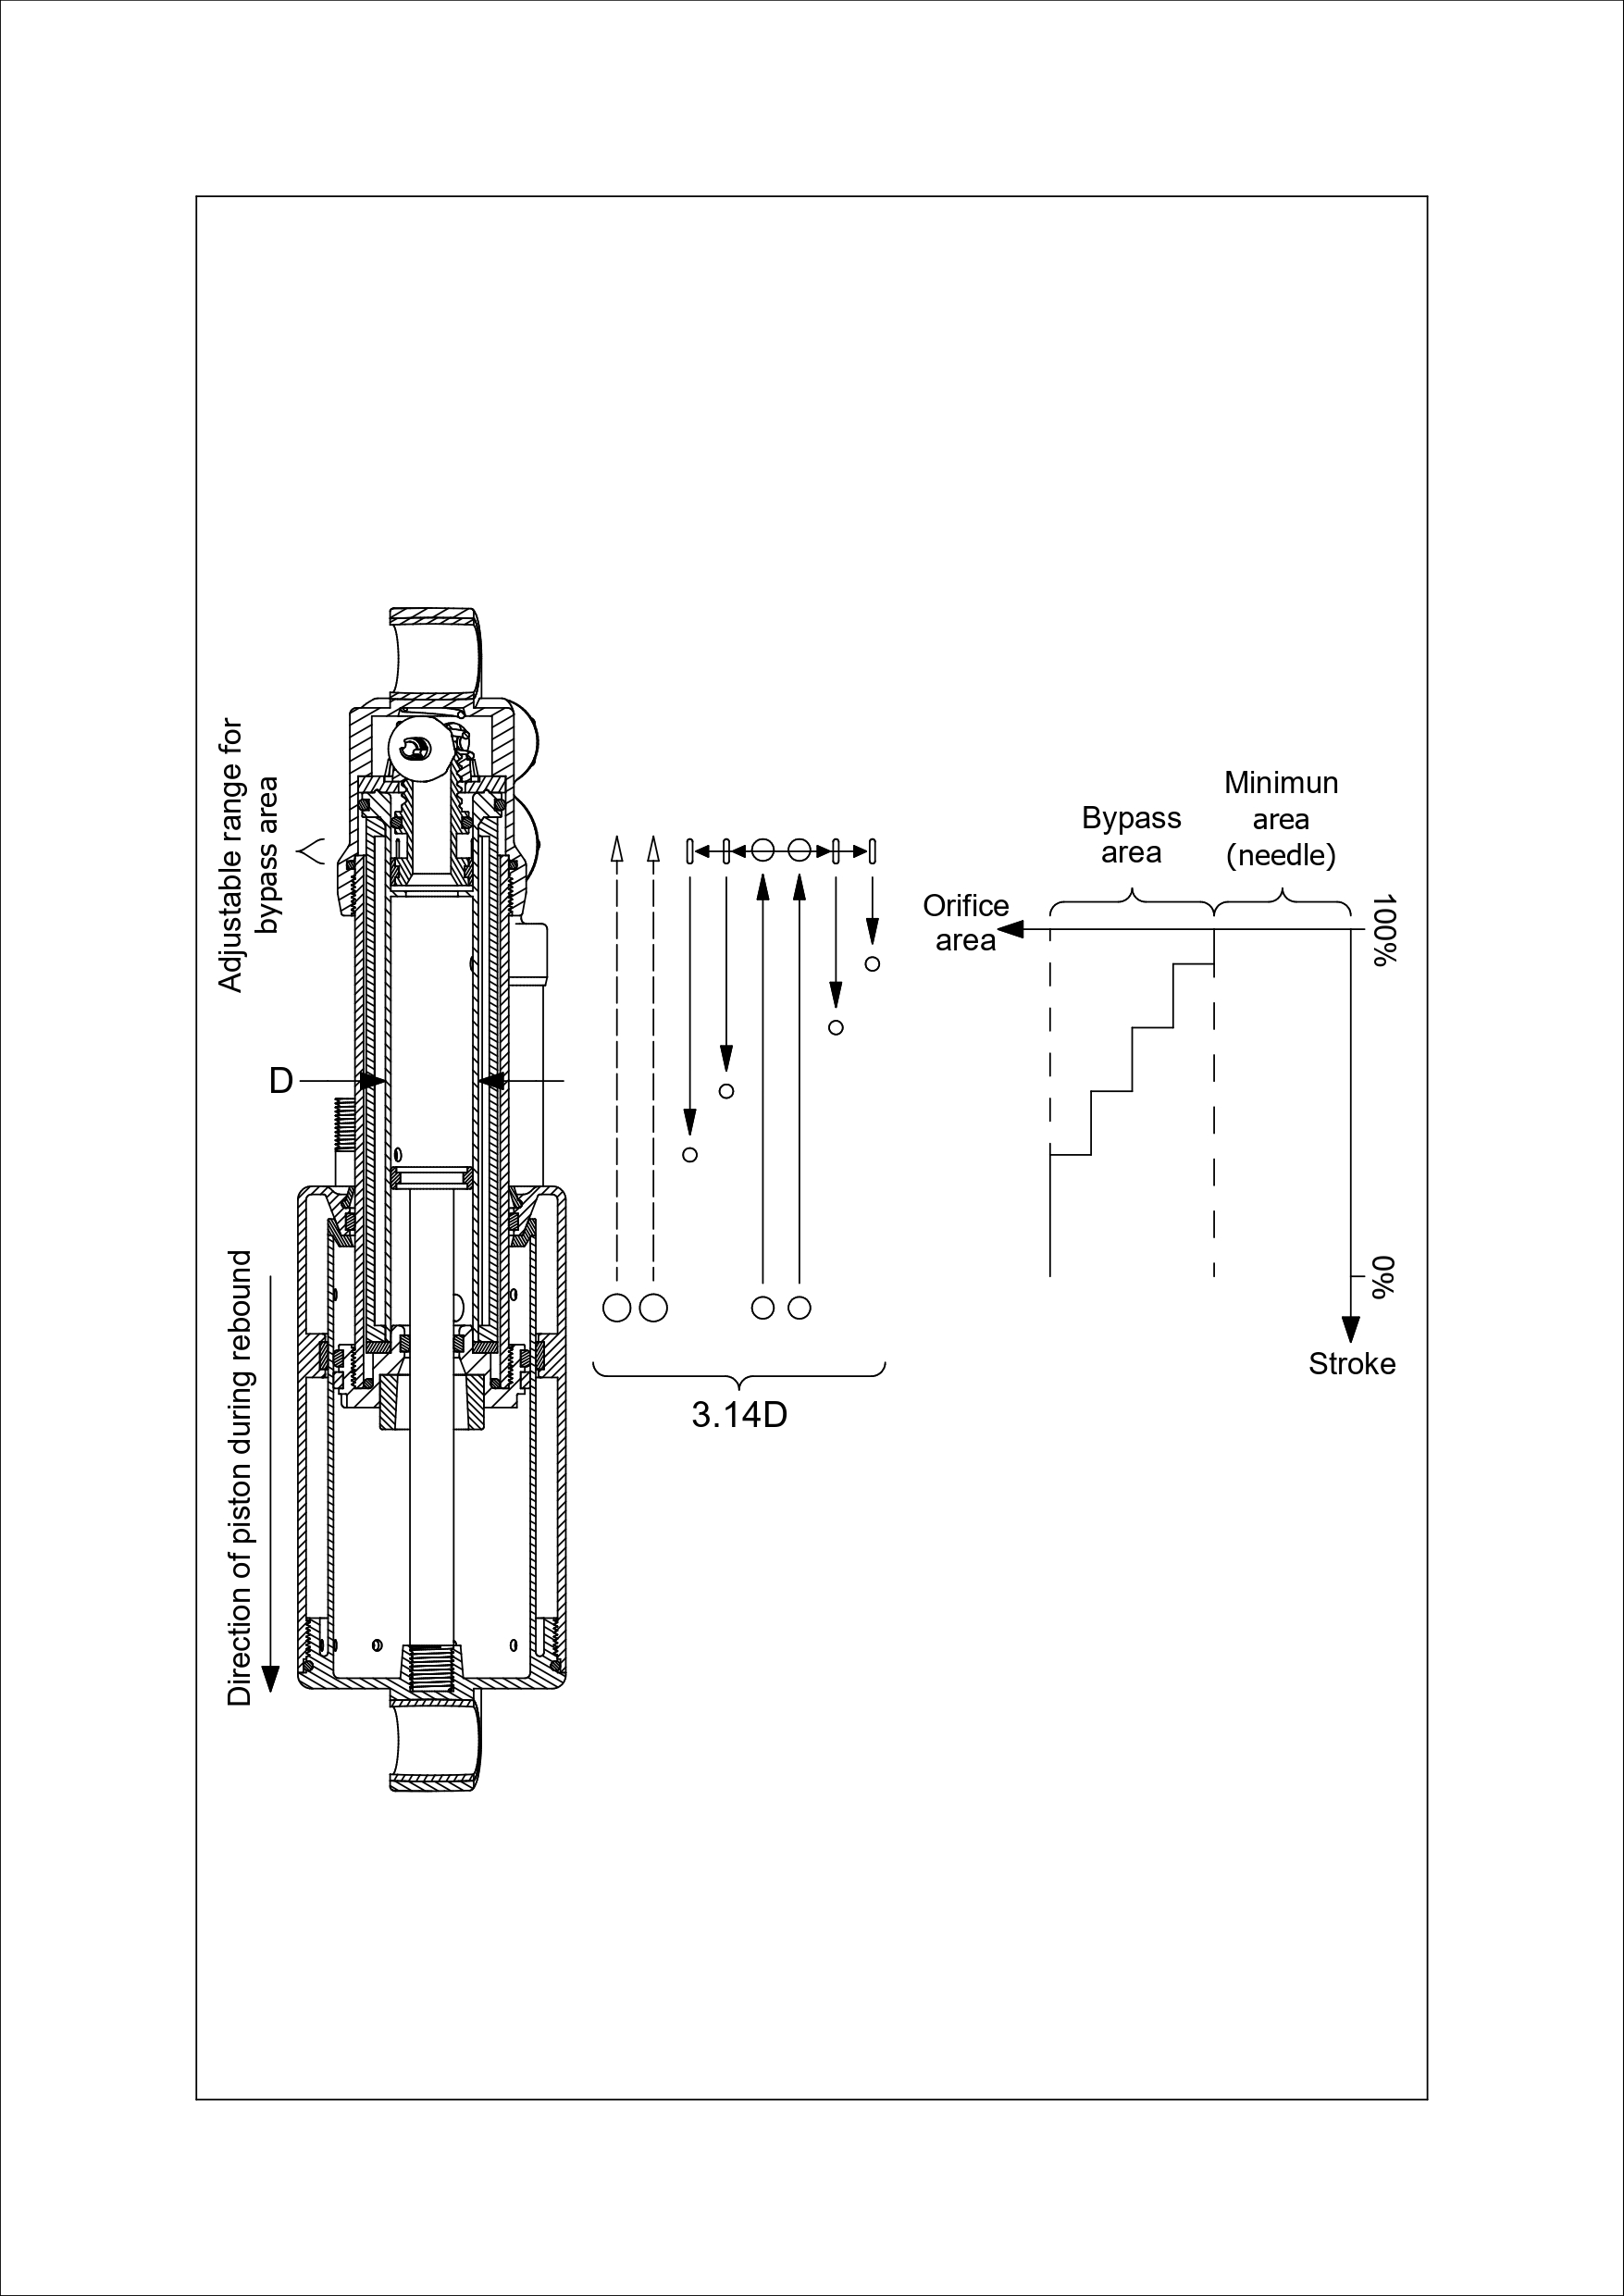 Adjustable range for
bypass area
Minimun
area
(needle)
Bypass
area
Orifice
area
100%
D
0%
Stroke
Direction of piston during rebound
3.14D